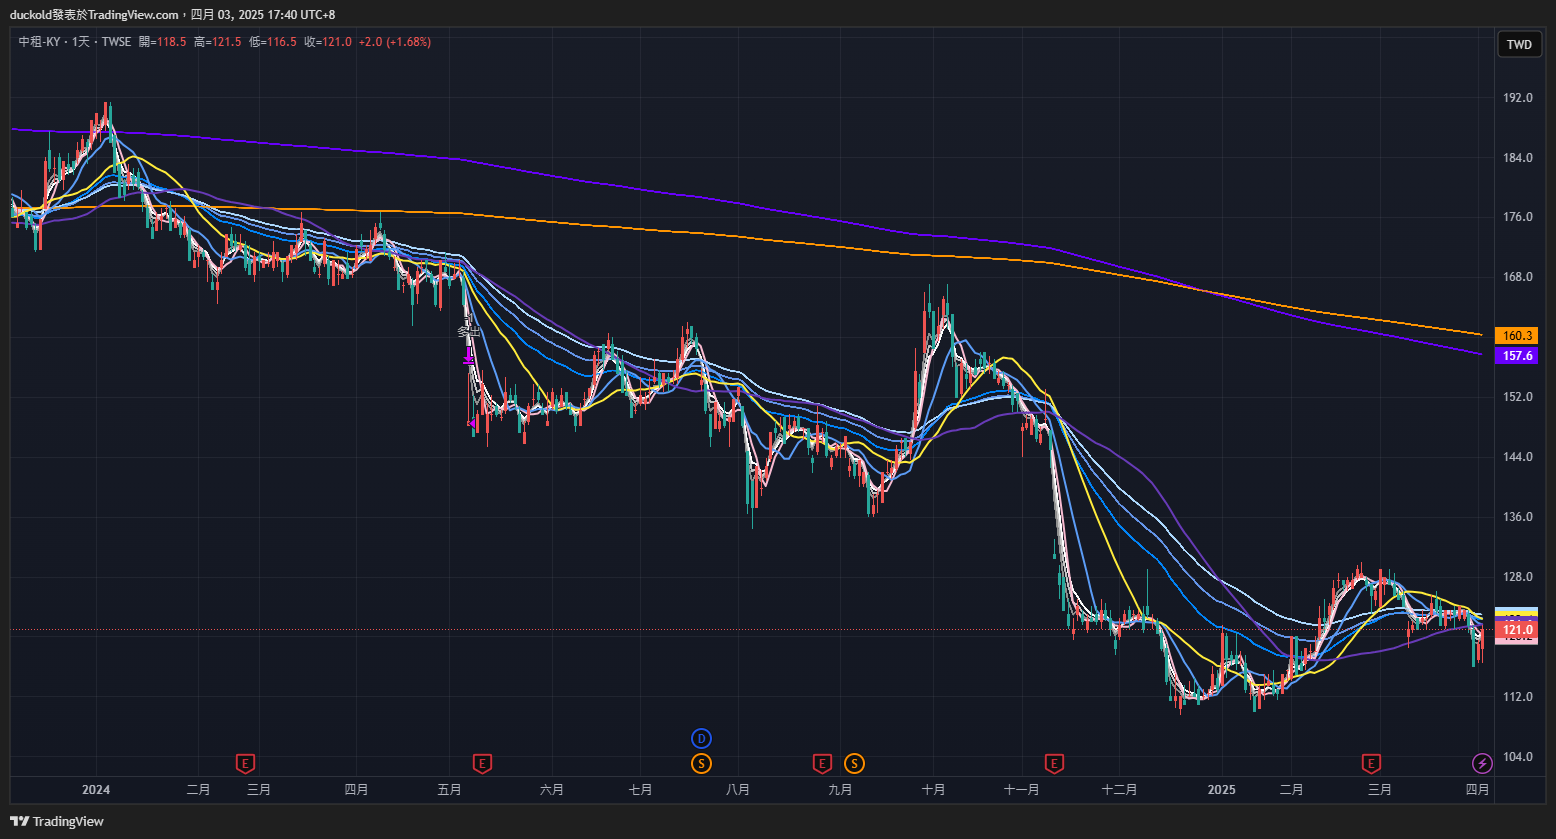 duckold發表於TradingView.com，四月 03, 2025 17:40 UTC+8
中租-KY · 1天 · TWSE 開=118.5 高=121.5 低=116.5 收=121.0 +2.0 (+1.68%)
TWD
192.0
184.0
176.0
168.0
160.3
157.6
152.0
144.0
136.0
128.0
121.0
112.0
104.0
D
E E S E S E E
2024 二月 三月 四月 五月 六月 七月 八月 九月 十月 十一月 十二月 2025 二月 三月 四月
TradingView